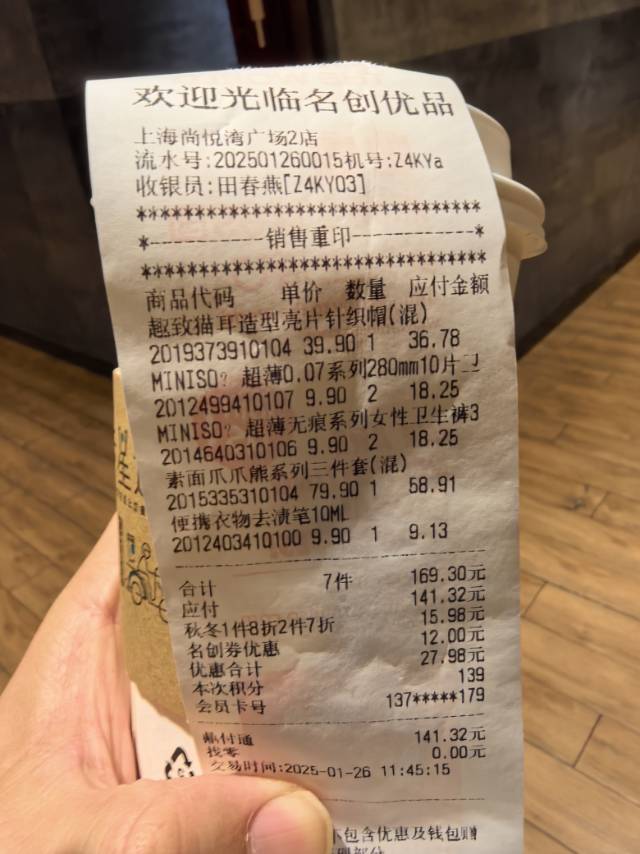 欢迎光临名创优品
上海尚悦湾广场2店
流水号:202501260015机号:Z4KYa
收银员:田春燕[Z4KY03]
********************************
*----------销售重印-----------*
********************************
商品代码 单价 数量 应付金额
趣致猫耳造型亮片针织帽(混)
2019373910104 39.90 1 36.78
MINISO? 超薄0.07系列280mm10片卫
2012499410107 9.90 2 18.25
MINISO? 超薄无痕系列女性卫生裤3
2014640310106 9.90 2 18.25
素面爪爪熊系列三件套(混)
2015335310104 79.90 1 58.91
便携衣物去渍笔10ML
2012403410100 9.90 1 9.13
合计 7件 169.30元
应付 141.32元
秋冬1件8折2件7折 15.98元
名创券优惠 12.00元
优惠合计 27.98元
本次积分 139
会员卡号 137*****179
付通 141.32元
找零 0.00元
交易时间:2025-01-26 11:45:15
包含优惠及钱包赠